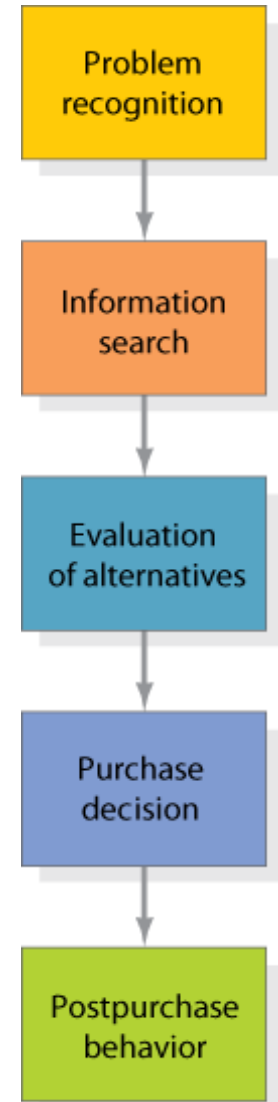 Problem
recognition
Information
search
Evaluation
of alternatives
Purchase
decision
Postpurchase
behavior